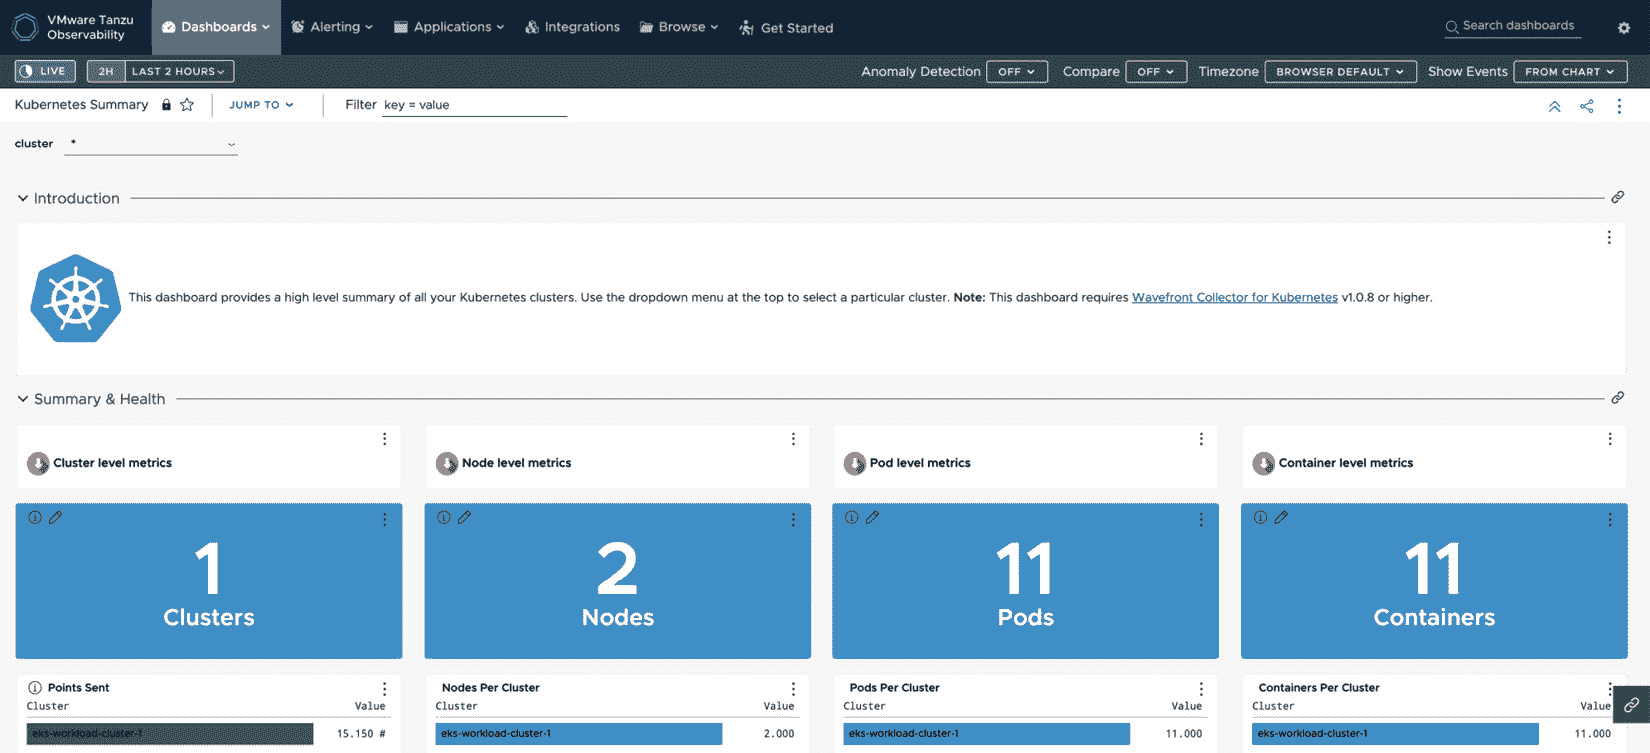 VMware Tanzu
Observability
Dashboards
Alerting
Applications
Integrations
Browse
Get Started
Search dashboards
LIVE
2H
LAST 2 HOURS
Anomaly Detection
OFF
Compare
OFF
Timezone
BROWSER DEFAULT
Show Events
FROM CHART
Kubernetes Summary
JUMP TO
Filter
key = value
cluster
*
Introduction
This dashboard provides a high level summary of all your Kubernetes clusters. Use the dropdown menu at the top to select a particular cluster. Note: This dashboard requires Wavefront Collector for Kubernetes v1.0.8 or higher.
Summary & Health
Cluster level metrics
Node level metrics
Pod level metrics
Container level metrics
1
Clusters
2
Nodes
11
Pods
11
Containers
Points Sent
Cluster Value
eks-workload-cluster-1 15.150 #
Nodes Per Cluster
Cluster Value
eks-workload-cluster-1 2.000
Pods Per Cluster
Cluster Value
eks-workload-cluster-1 11.000
Containers Per Cluster
Cluster Value
eks-workload-cluster-1 11.000